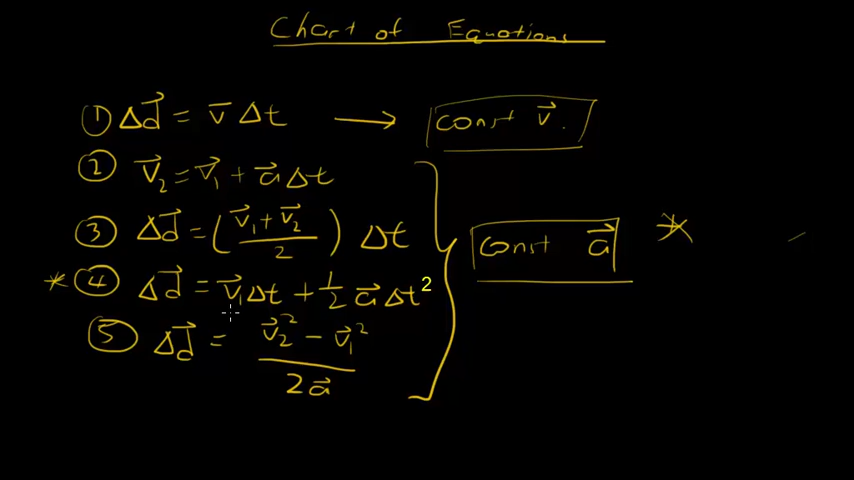 Chart of Equations
① Δd⃗ = v⃗ Δt → const v⃗.
② v⃗₂ = v⃗₁ + a⃗Δt
③ Δd⃗ = (v⃗₁ + v⃗₂ / 2) Δt
const a⃗ *
* ④ Δd⃗ = v⃗₁Δt + 1/2 a⃗Δt²
⑤ Δd⃗ = v⃗₂² − v⃗₁² / 2a⃗